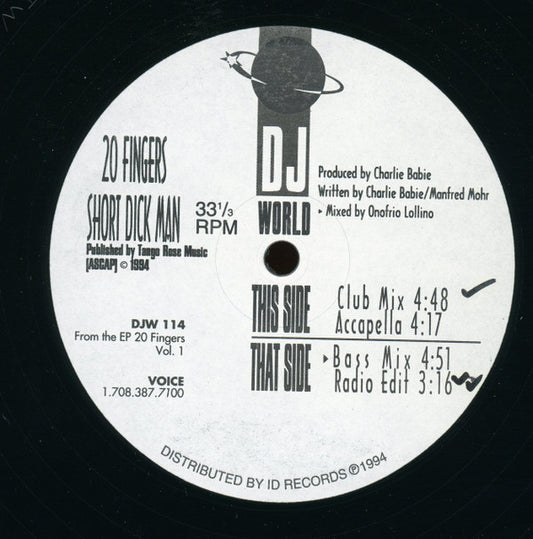 20 FINGERS
SHORT DICK MAN
Published by Tango Rose Music
(ASCAP) © 1994
33 1/3
RPM
DJ
WORLD
Produced by Charlie Babie
Written by Charlie Babie/Manfred Mohr
▸ Mixed by Onofrio Lollino
THIS SIDE
Club Mix 4:48
Accapella 4:17
THAT SIDE
▸Bass Mix 4:51
Radio Edit 3:16
DJW 114
From the EP 20 Fingers
Vol. 1
VOICE
1.708.387.7100
DISTRIBUTED BY ID RECORDS ℗1994